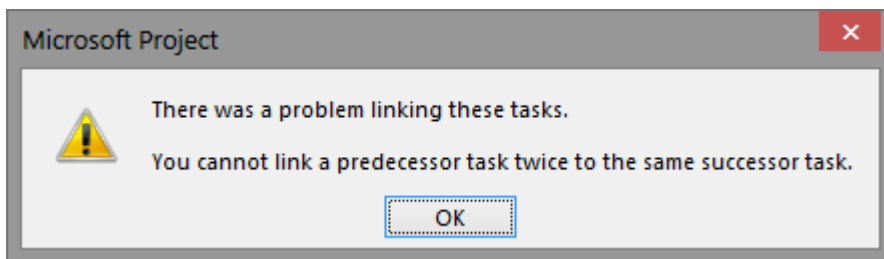 Microsoft Project
There was a problem linking these tasks.
You cannot link a predecessor task twice to the same successor task.
OK